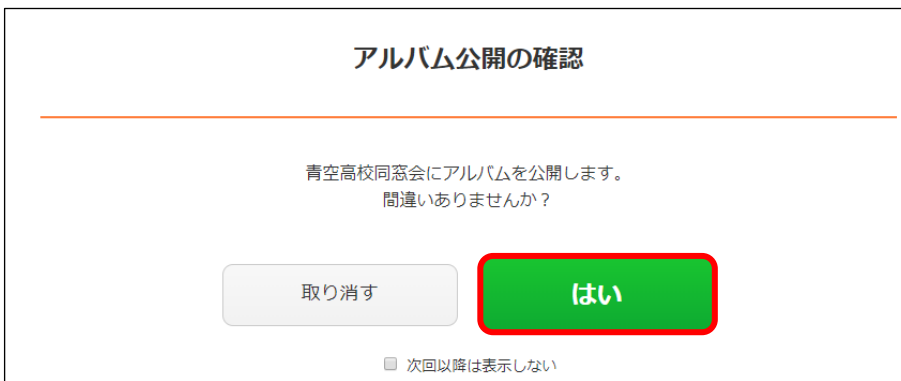 アルバム公開の確認
青空高校同窓会にアルバムを公開します。
間違いありませんか？
取り消す
はい
次回以降は表示しない